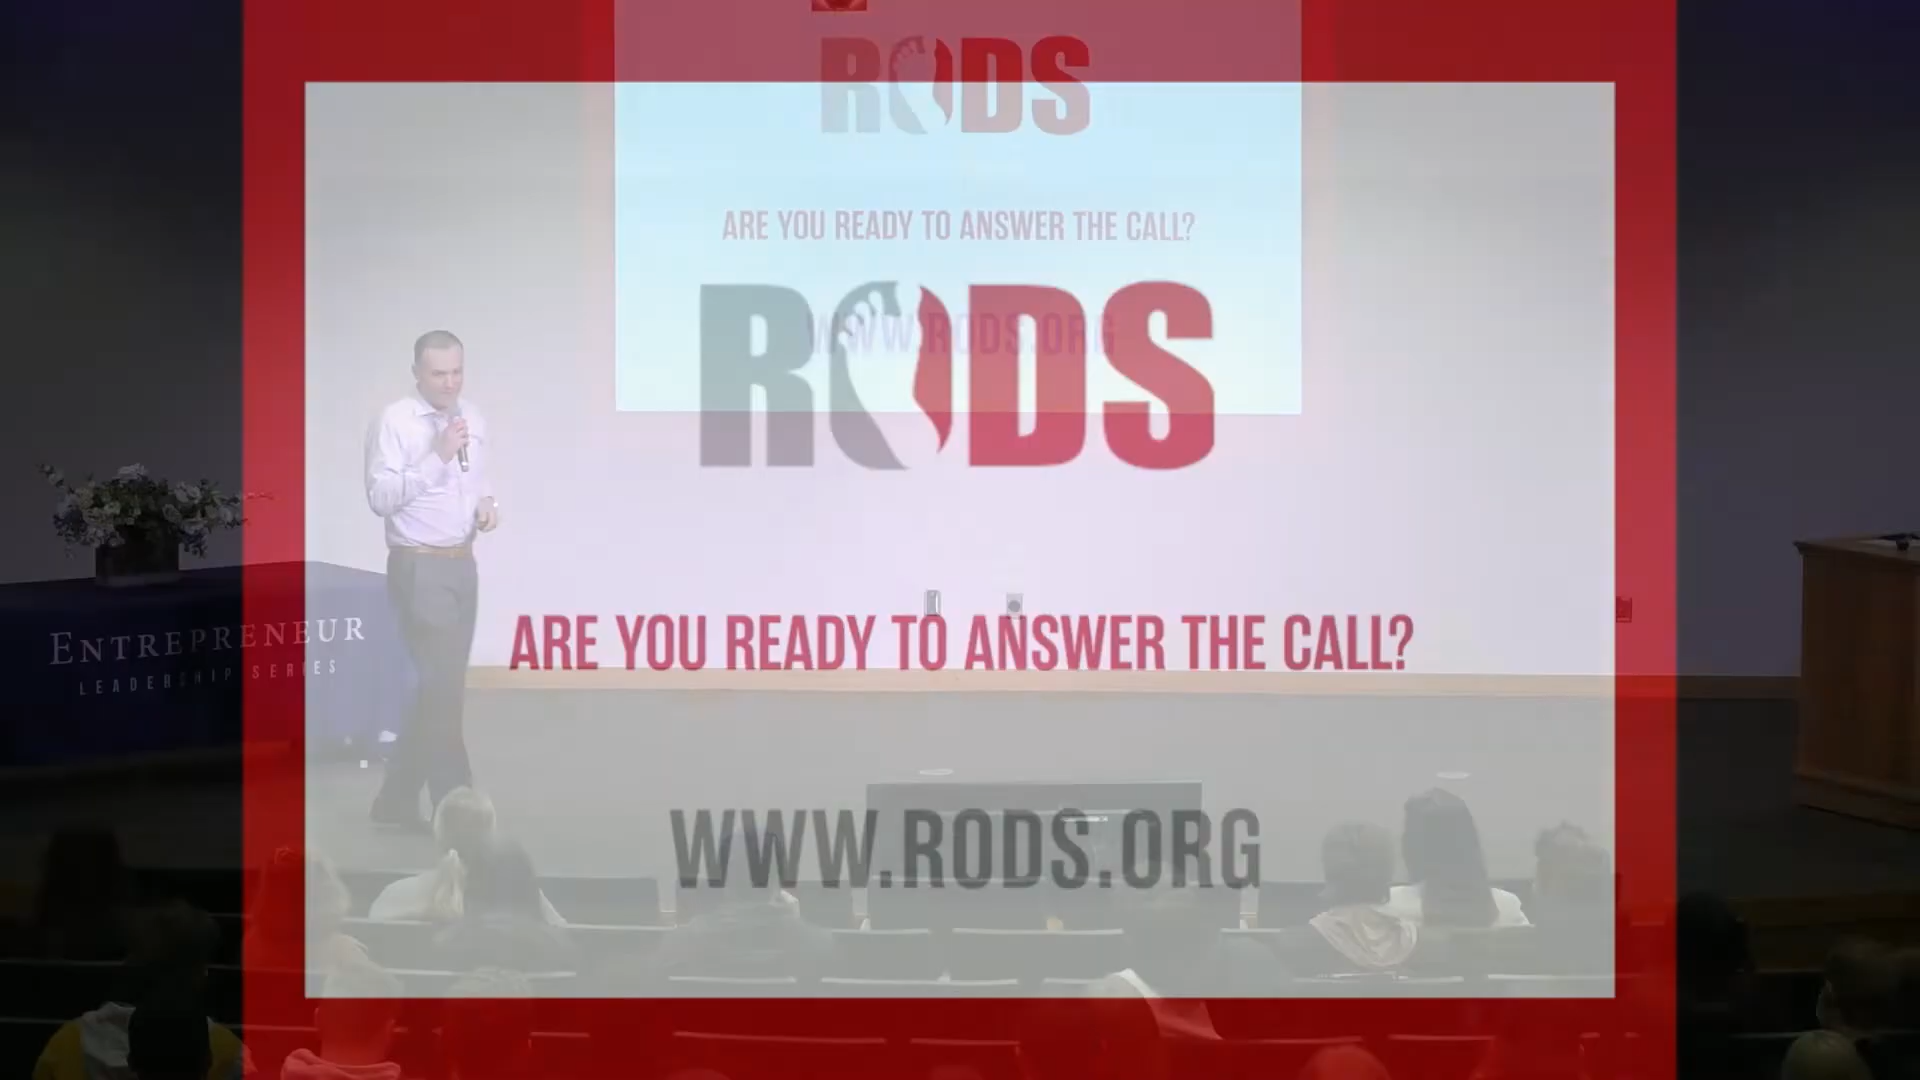 RODS
ARE YOU READY TO ANSWER THE CALL?
WWW.RODS.ORG
RODS
ARE YOU READY TO ANSWER THE CALL?
WWW.RODS.ORG
ENTREPRENEUR
LEADERSHIP SERIES